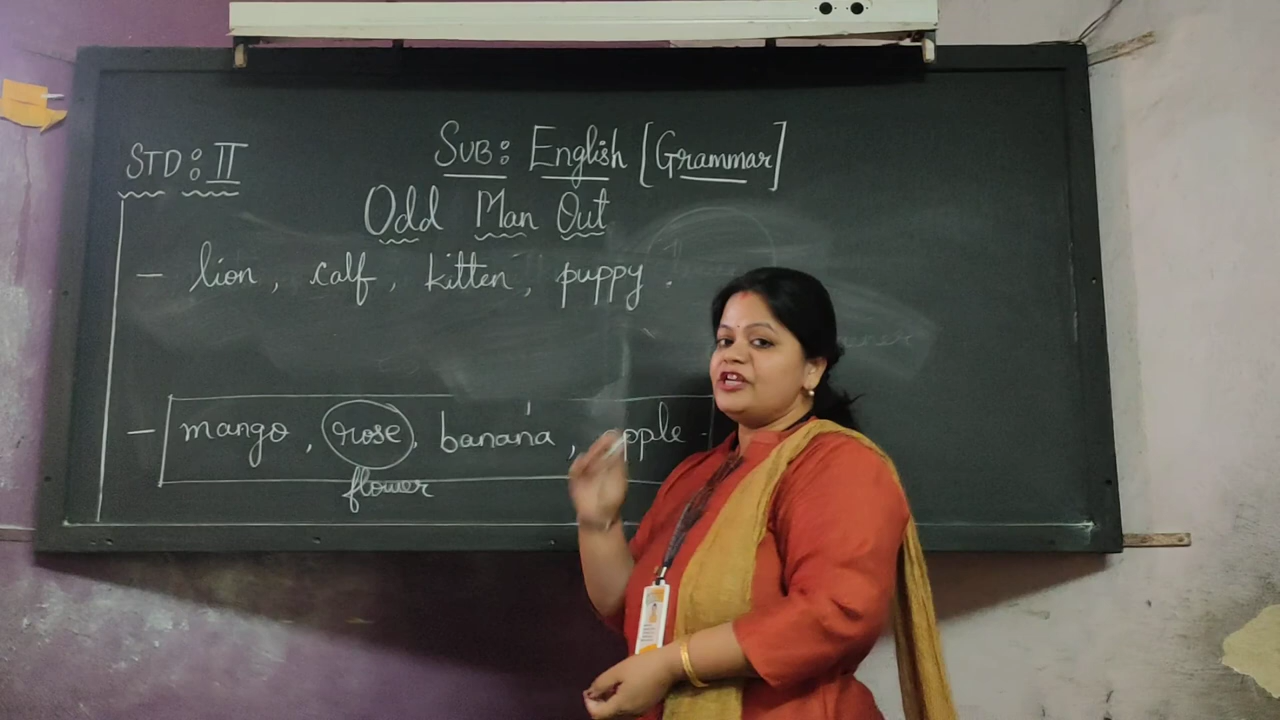 STD: II
SUB: English [Grammar]
Odd Man Out
– lion, calf, kitten, puppy.
– mango, rose, banana, apple.
flower